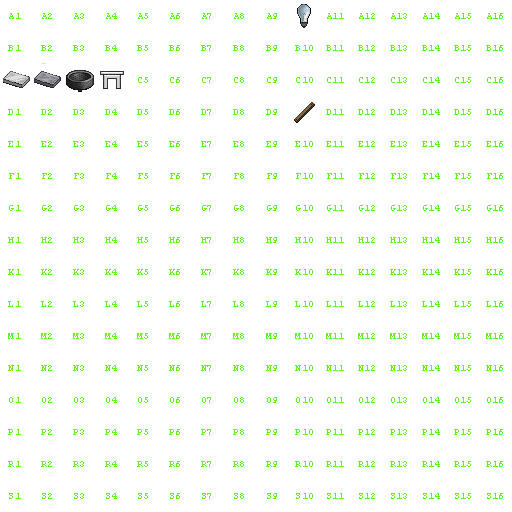 A1 A2 A3 A4 A5 A6 A7 A8 A9 A11 A12 A13 A14 A15 A16
B1 B2 B3 B4 B5 B6 B7 B8 B9 B10 B11 B12 B13 B14 B15 B16
C5 C6 C7 C8 C9 C10 C11 C12 C13 C14 C15 C16
D1 D2 D3 D4 D5 D6 D7 D8 D9 D11 D12 D13 D14 D15 D16
E1 E2 E3 E4 E5 E6 E7 E8 E9 E10 E11 E12 E13 E14 E15 E16
F1 F2 F3 F4 F5 F6 F7 F8 F9 F10 F11 F12 F13 F14 F15 F16
G1 G2 G3 G4 G5 G6 G7 G8 G9 G10 G11 G12 G13 G14 G15 G16
H1 H2 H3 H4 H5 H6 H7 H8 H9 H10 H11 H12 H13 H14 H15 H16
K1 K2 K3 K4 K5 K6 K7 K8 K9 K10 K11 K12 K13 K14 K15 K16
L1 L2 L3 L4 L5 L6 L7 L8 L9 L10 L11 L12 L13 L14 L15 L16
M1 M2 M3 M4 M5 M6 M7 M8 M9 M10 M11 M12 M13 M14 M15 M16
N1 N2 N3 N4 N5 N6 N7 N8 N9 N10 N11 N12 N13 N14 N15 N16
O1 O2 O3 O4 O5 O6 O7 O8 O9 O10 O11 O12 O13 O14 O15 O16
P1 P2 P3 P4 P5 P6 P7 P8 P9 P10 P11 P12 P13 P14 P15 P16
R1 R2 R3 R4 R5 R6 R7 R8 R9 R10 R11 R12 R13 R14 R15 R16
S1 S2 S3 S4 S5 S6 S7 S8 S9 S10 S11 S12 S13 S14 S15 S16